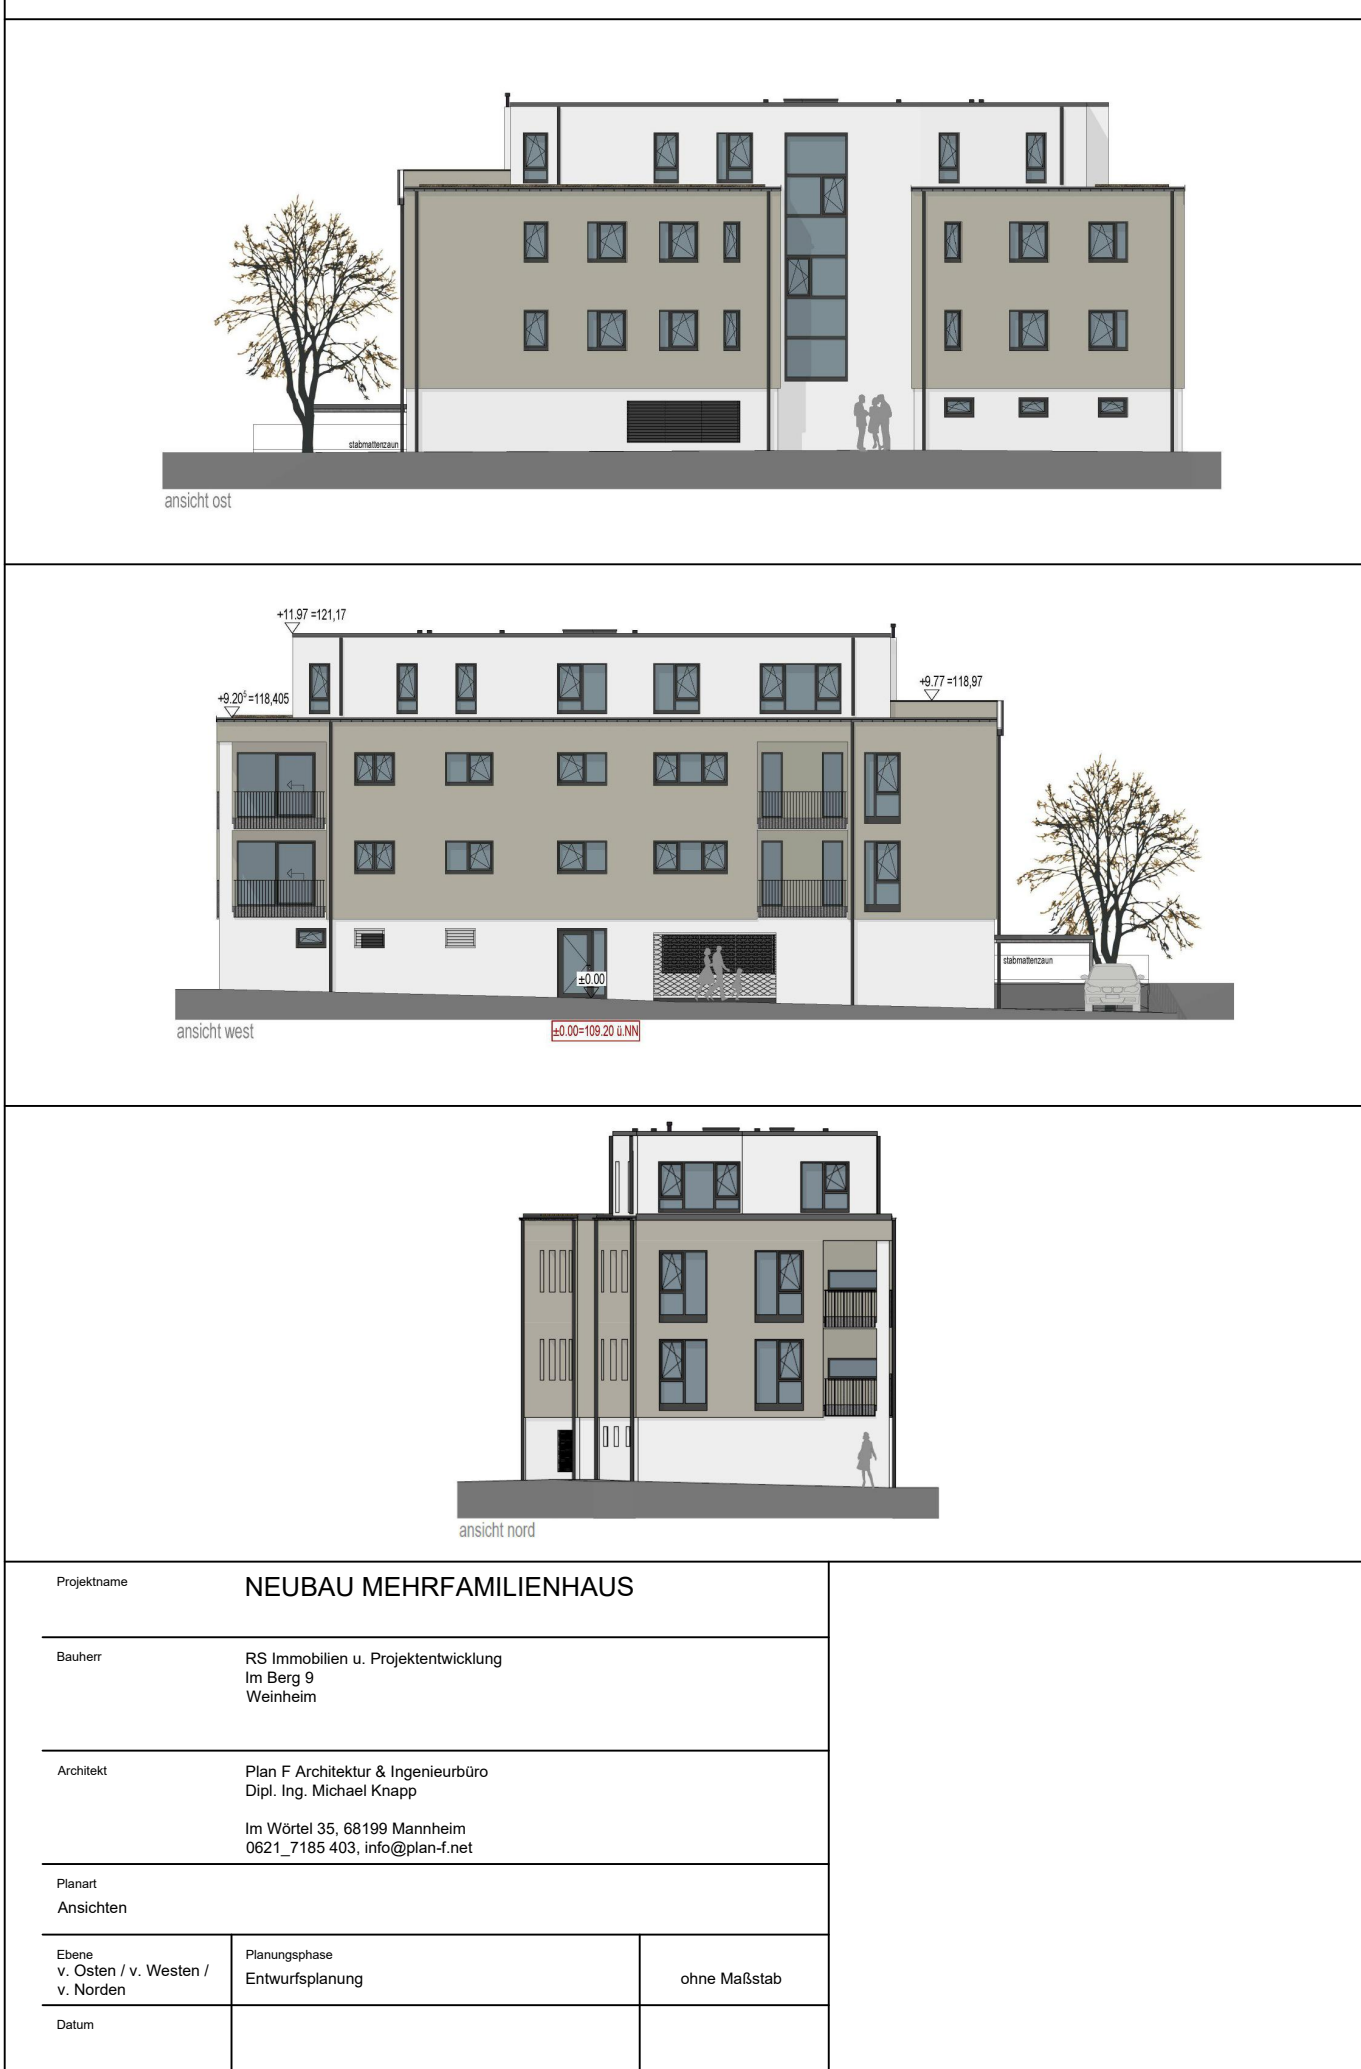 stabmattenzaun
ansicht ost
+11.97 =121,17
+9.20⁵=118,405
+9.77 =118,97
stabmattenzaun
±0.00
ansicht west
±0.00=109.20 ü.NN
ansicht nord
Projektname
NEUBAU MEHRFAMILIENHAUS
Bauherr
RS Immobilien u. Projektentwicklung
Im Berg 9
Weinheim
Architekt
Plan F Architektur & Ingenieurbüro
Dipl. Ing. Michael Knapp
Im Wörtel 35, 68199 Mannheim
0621_7185 403, info@plan-f.net
Planart
Ansichten
Ebene
v. Osten / v. Westen /
v. Norden
Planungsphase
Entwurfsplanung
ohne Maßstab
Datum